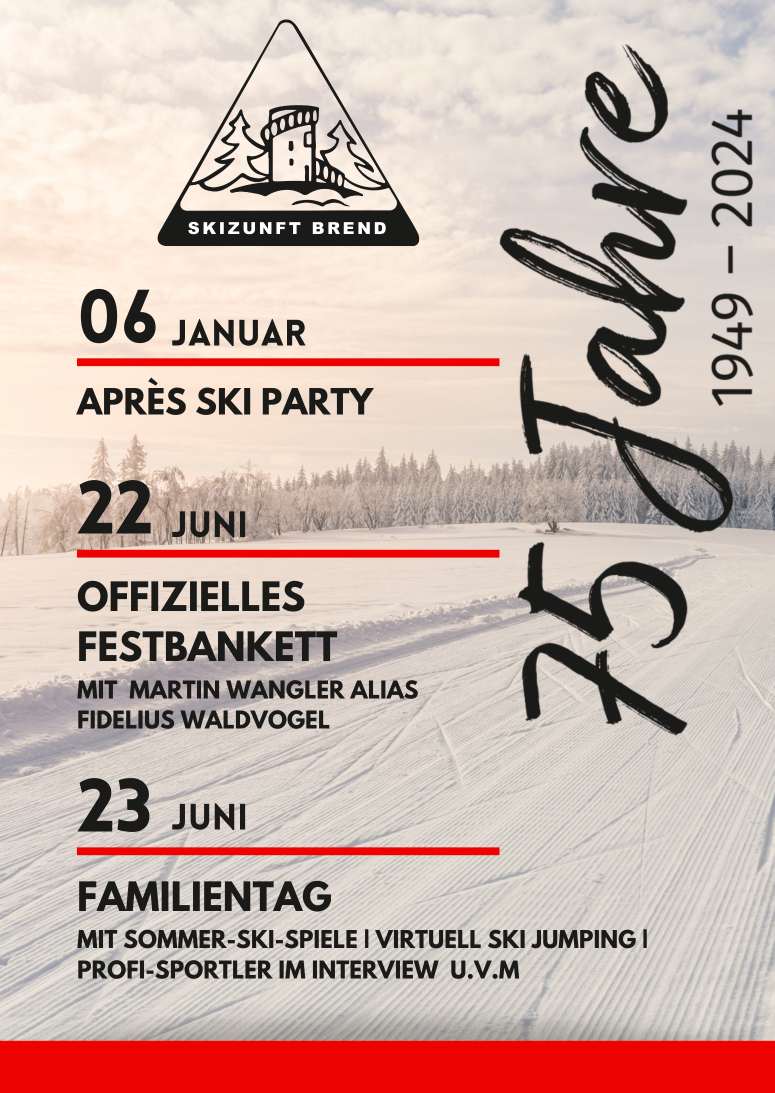 SKIZUNFT BREND
75 Jahre
1949 – 2024
06 JANUAR
APRÈS SKI PARTY
22 JUNI
OFFIZIELLES
FESTBANKETT
MIT MARTIN WANGLER ALIAS
FIDELIUS WALDVOGEL
23 JUNI
FAMILIENTAG
MIT SOMMER-SKI-SPIELE | VIRTUELL SKI JUMPING |
PROFI-SPORTLER IM INTERVIEW U.V.M